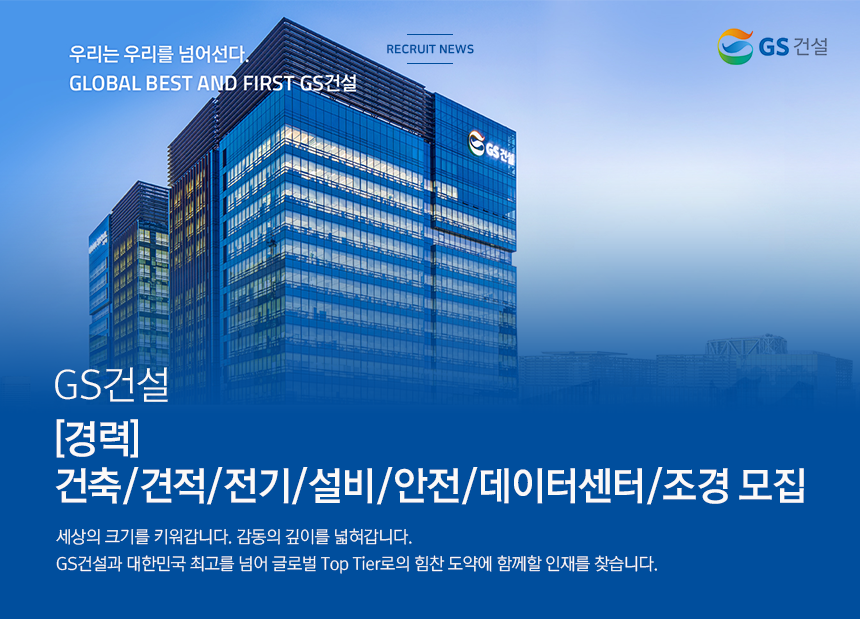 우리는 우리를 넘어선다.
GLOBAL BEST AND FIRST GS건설
RECRUIT NEWS
GS 건설
GS건설
GS건설
[경력]
건축/견적/전기/설비/안전/데이터센터/조경 모집
세상의 크기를 키워갑니다. 감동의 깊이를 넓혀갑니다.
GS건설과 대한민국 최고를 넘어 글로벌 Top Tier로의 힘찬 도약에 함께할 인재를 찾습니다.